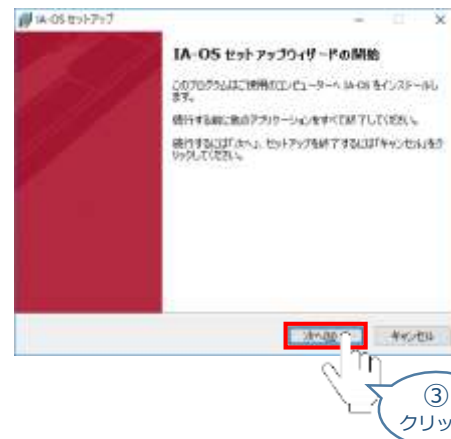 IA-OS セットアップ
IA-OS セットアップウィザードの開始
このプログラムはご使用のコンピューターへ IA-OS をインストールし
ます。
続行する前に他のアプリケーションをすべて終了してください。
続行するには「次へ」、セットアップを終了するには「キャンセル」をク
リックしてください。
次へ(N)
キャンセル
③
クリッ